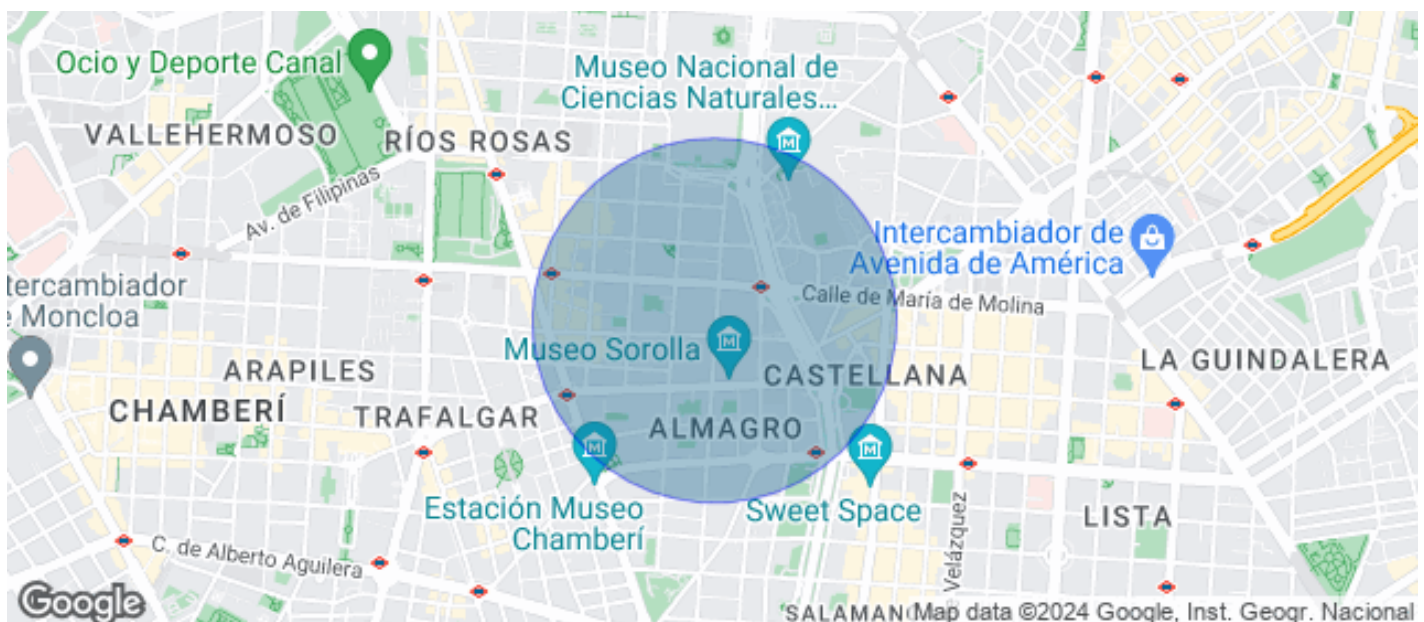 Ocio y Deporte Canal
Museo Nacional de
Ciencias Naturales...
VALLEHERMOSO
RÍOS ROSAS
Av. de Filipinas
Intercambiador de
Avenida de América
Calle de María de Molina
tercambiador
e Moncloa
Museo Sorolla
LA GUINDALERA
ARAPILES
CASTELLANA
CHAMBERÍ
TRAFALGAR
ALMAGRO
Estación Museo
Chamberí
Sweet Space
LISTA
C. de Alberto Aguilera
e Velázquez
Google
SALAMAN
Map data ©2024 Google, Inst. Geogr. Nacional